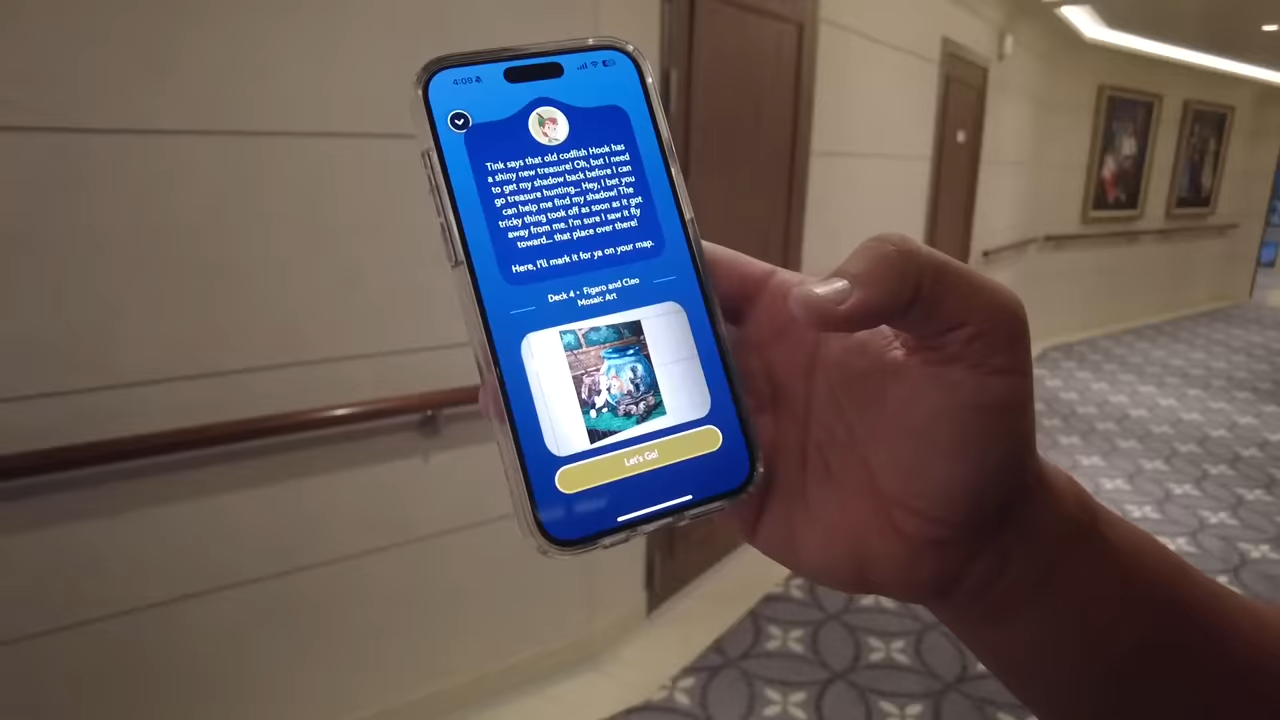 4:09
Tink says that old codfish Hook has
a shiny new treasure! Oh, but I need
to get my shadow back before I can
go treasure hunting... Hey, I bet you
can help me find my shadow! The
tricky thing took off as soon as it got
away from me. I'm sure I saw it fly
toward... that place over there!
Here, I'll mark it for ya on your map.
Deck 4 • Figaro and Cleo
Mosaic Art
Let's Go!